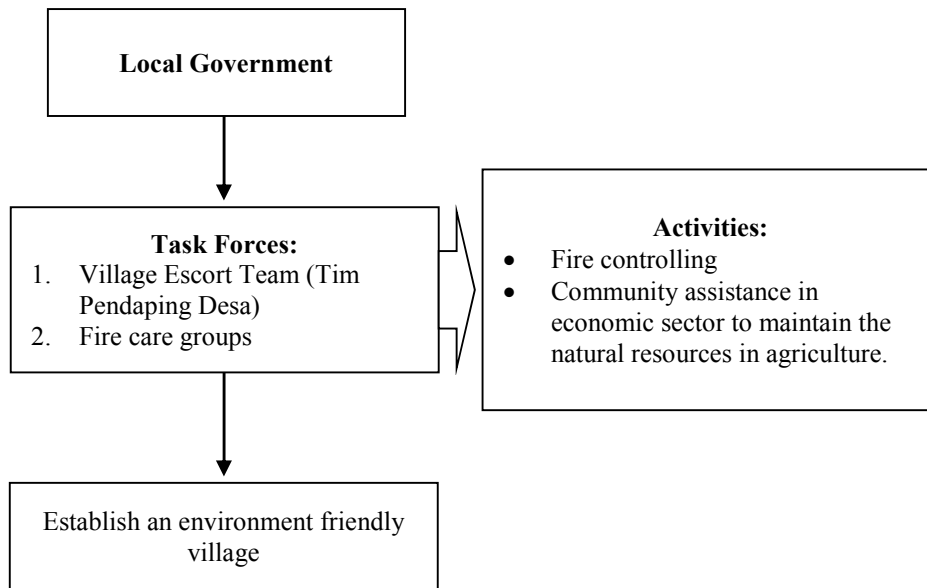 Local Government
Task Forces:
1. Village Escort Team (Tim
Pendaping Desa)
2. Fire care groups
Activities:
• Fire controlling
• Community assistance in
economic sector to maintain the
natural resources in agriculture.
Establish an environment friendly
village